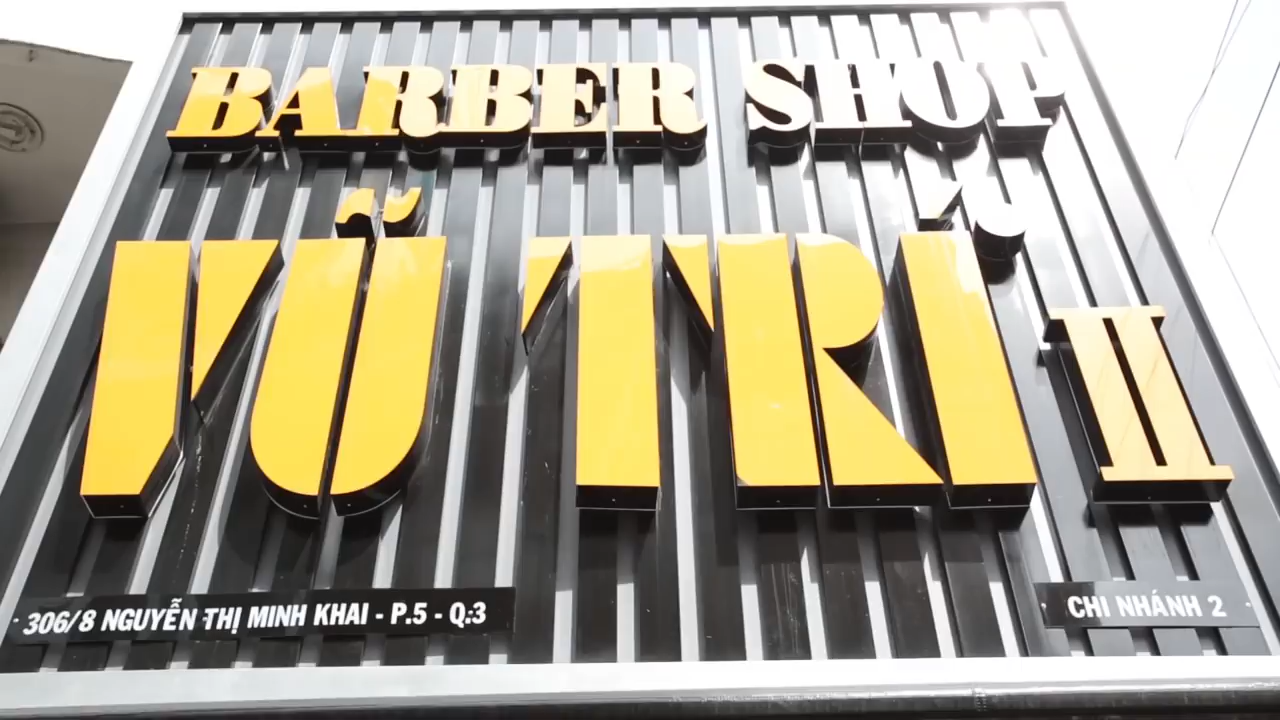 BARBER SHOP
VŨ TRÍ II
306/8 NGUYỄN THỊ MINH KHAI - P.5 - Q.3
CHI NHÁNH 2